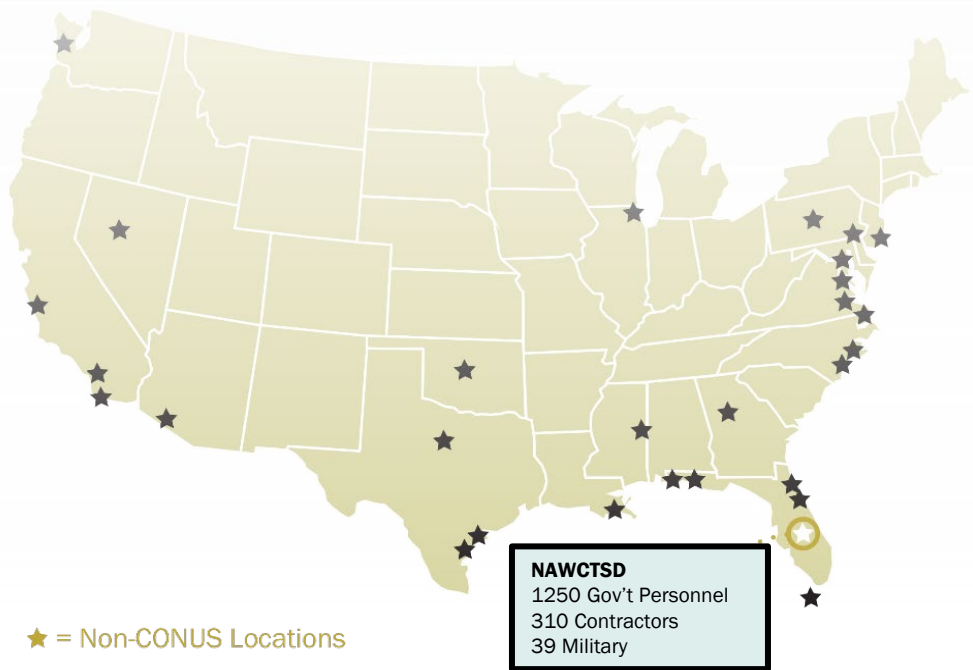 NAWCTSD
1250 Gov't Personnel
310 Contractors
39 Military
★ = Non-CONUS Locations